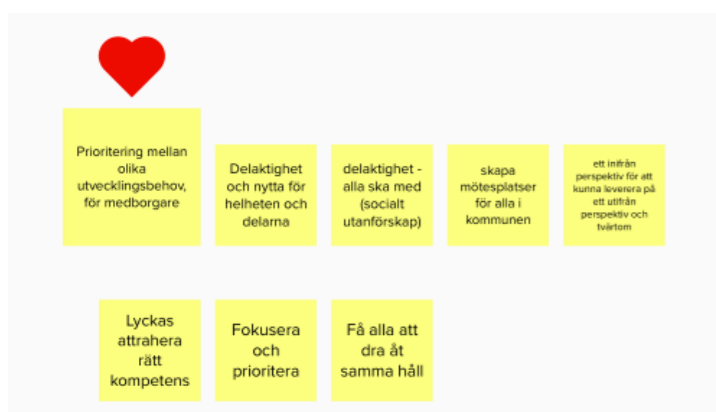 Prioritering mellan
olika
utvecklingsbehov,
för medborgare
Delaktighet
och nytta för
helheten och
delarna
delaktighet -
alla ska med
(socialt
utanförskap)
skapa
mötesplatser
för alla i
kommunen
ett inifrån
perspektiv för att
kunna leverera på
ett utifrån
perspektiv och
tvärtom
Lyckas
attrahera
rätt
kompetens
Fokusera
och
prioritera
Få alla att
dra åt
samma håll